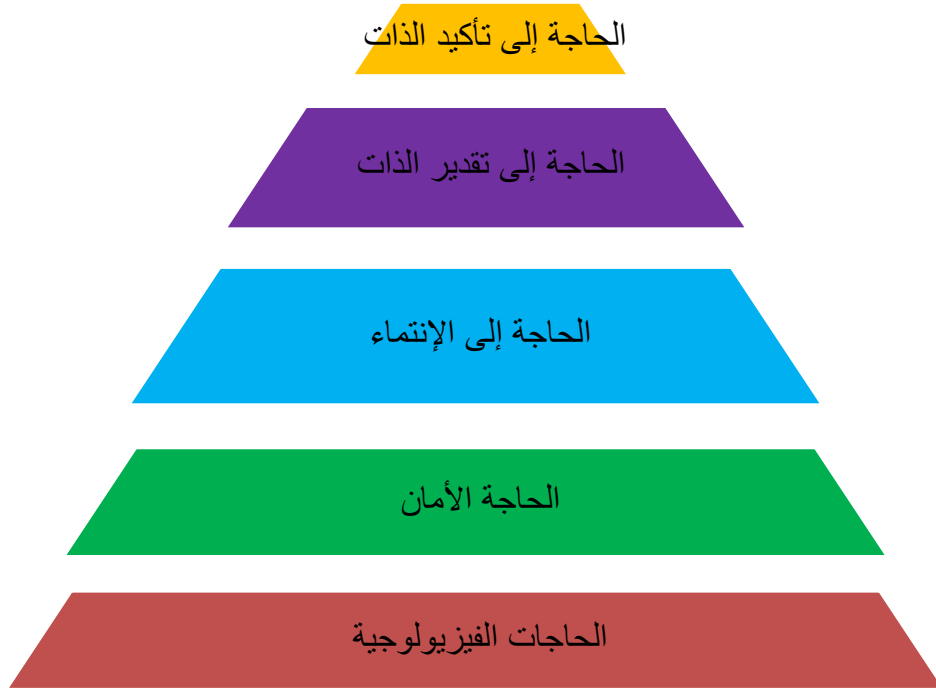 الحاجة إلى تأكيد الذات
الحاجة إلى تقدير الذات
الحاجة إلى الإنتماء
الحاجة الأمان
الحاجات الفيزيولوجية